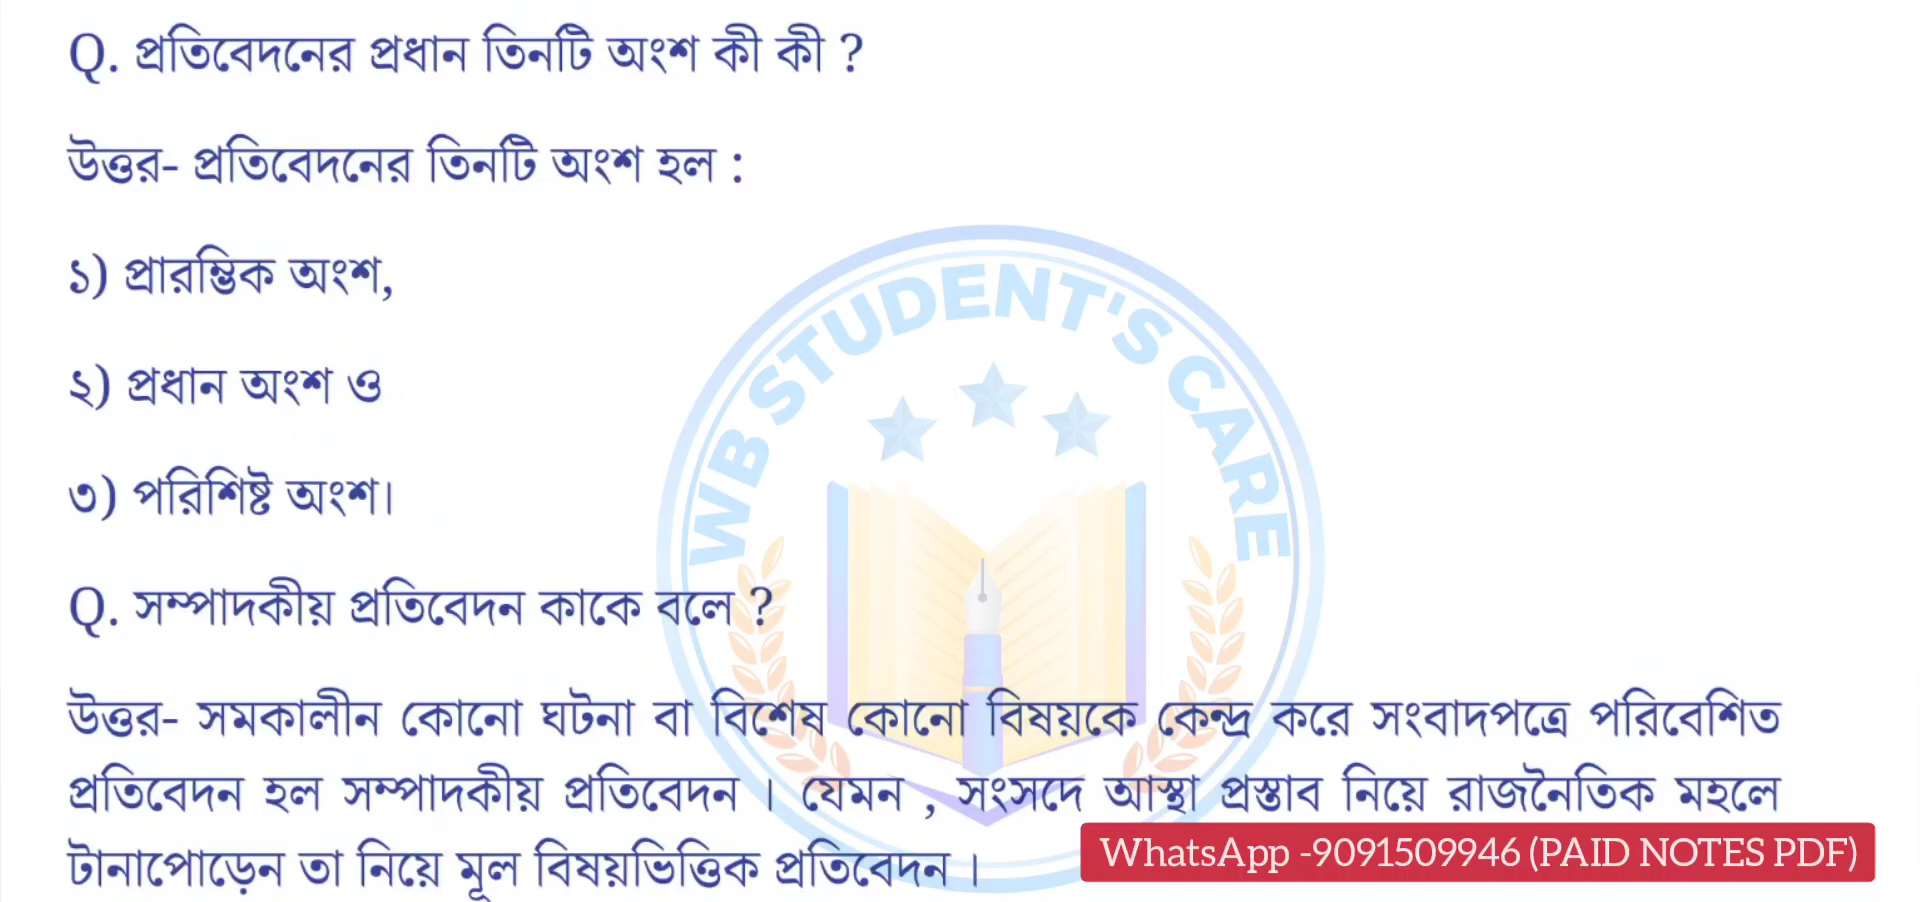 Q. প্রতিবেদনের প্রধান তিনটি অংশ কী কী ?
উত্তর- প্রতিবেদনের তিনটি অংশ হল :
১) প্রারম্ভিক অংশ,
২) প্রধান অংশ ও
৩) পরিশিষ্ট অংশ।
WB STUDENT'S CARE
Q. সম্পাদকীয় প্রতিবেদন কাকে বলে ?
উত্তর- সমকালীন কোনো ঘটনা বা বিশেষ কোনো বিষয়কে কেন্দ্র করে সংবাদপত্রে পরিবেশিত
প্রতিবেদন হল সম্পাদকীয় প্রতিবেদন । যেমন , সংসদে আস্থা প্রস্তাব নিয়ে রাজনৈতিক মহলে
টানাপোড়েন তা নিয়ে মূল বিষয়ভিত্তিক প্রতিবেদন ।
WhatsApp -9091509946 (PAID NOTES PDF)